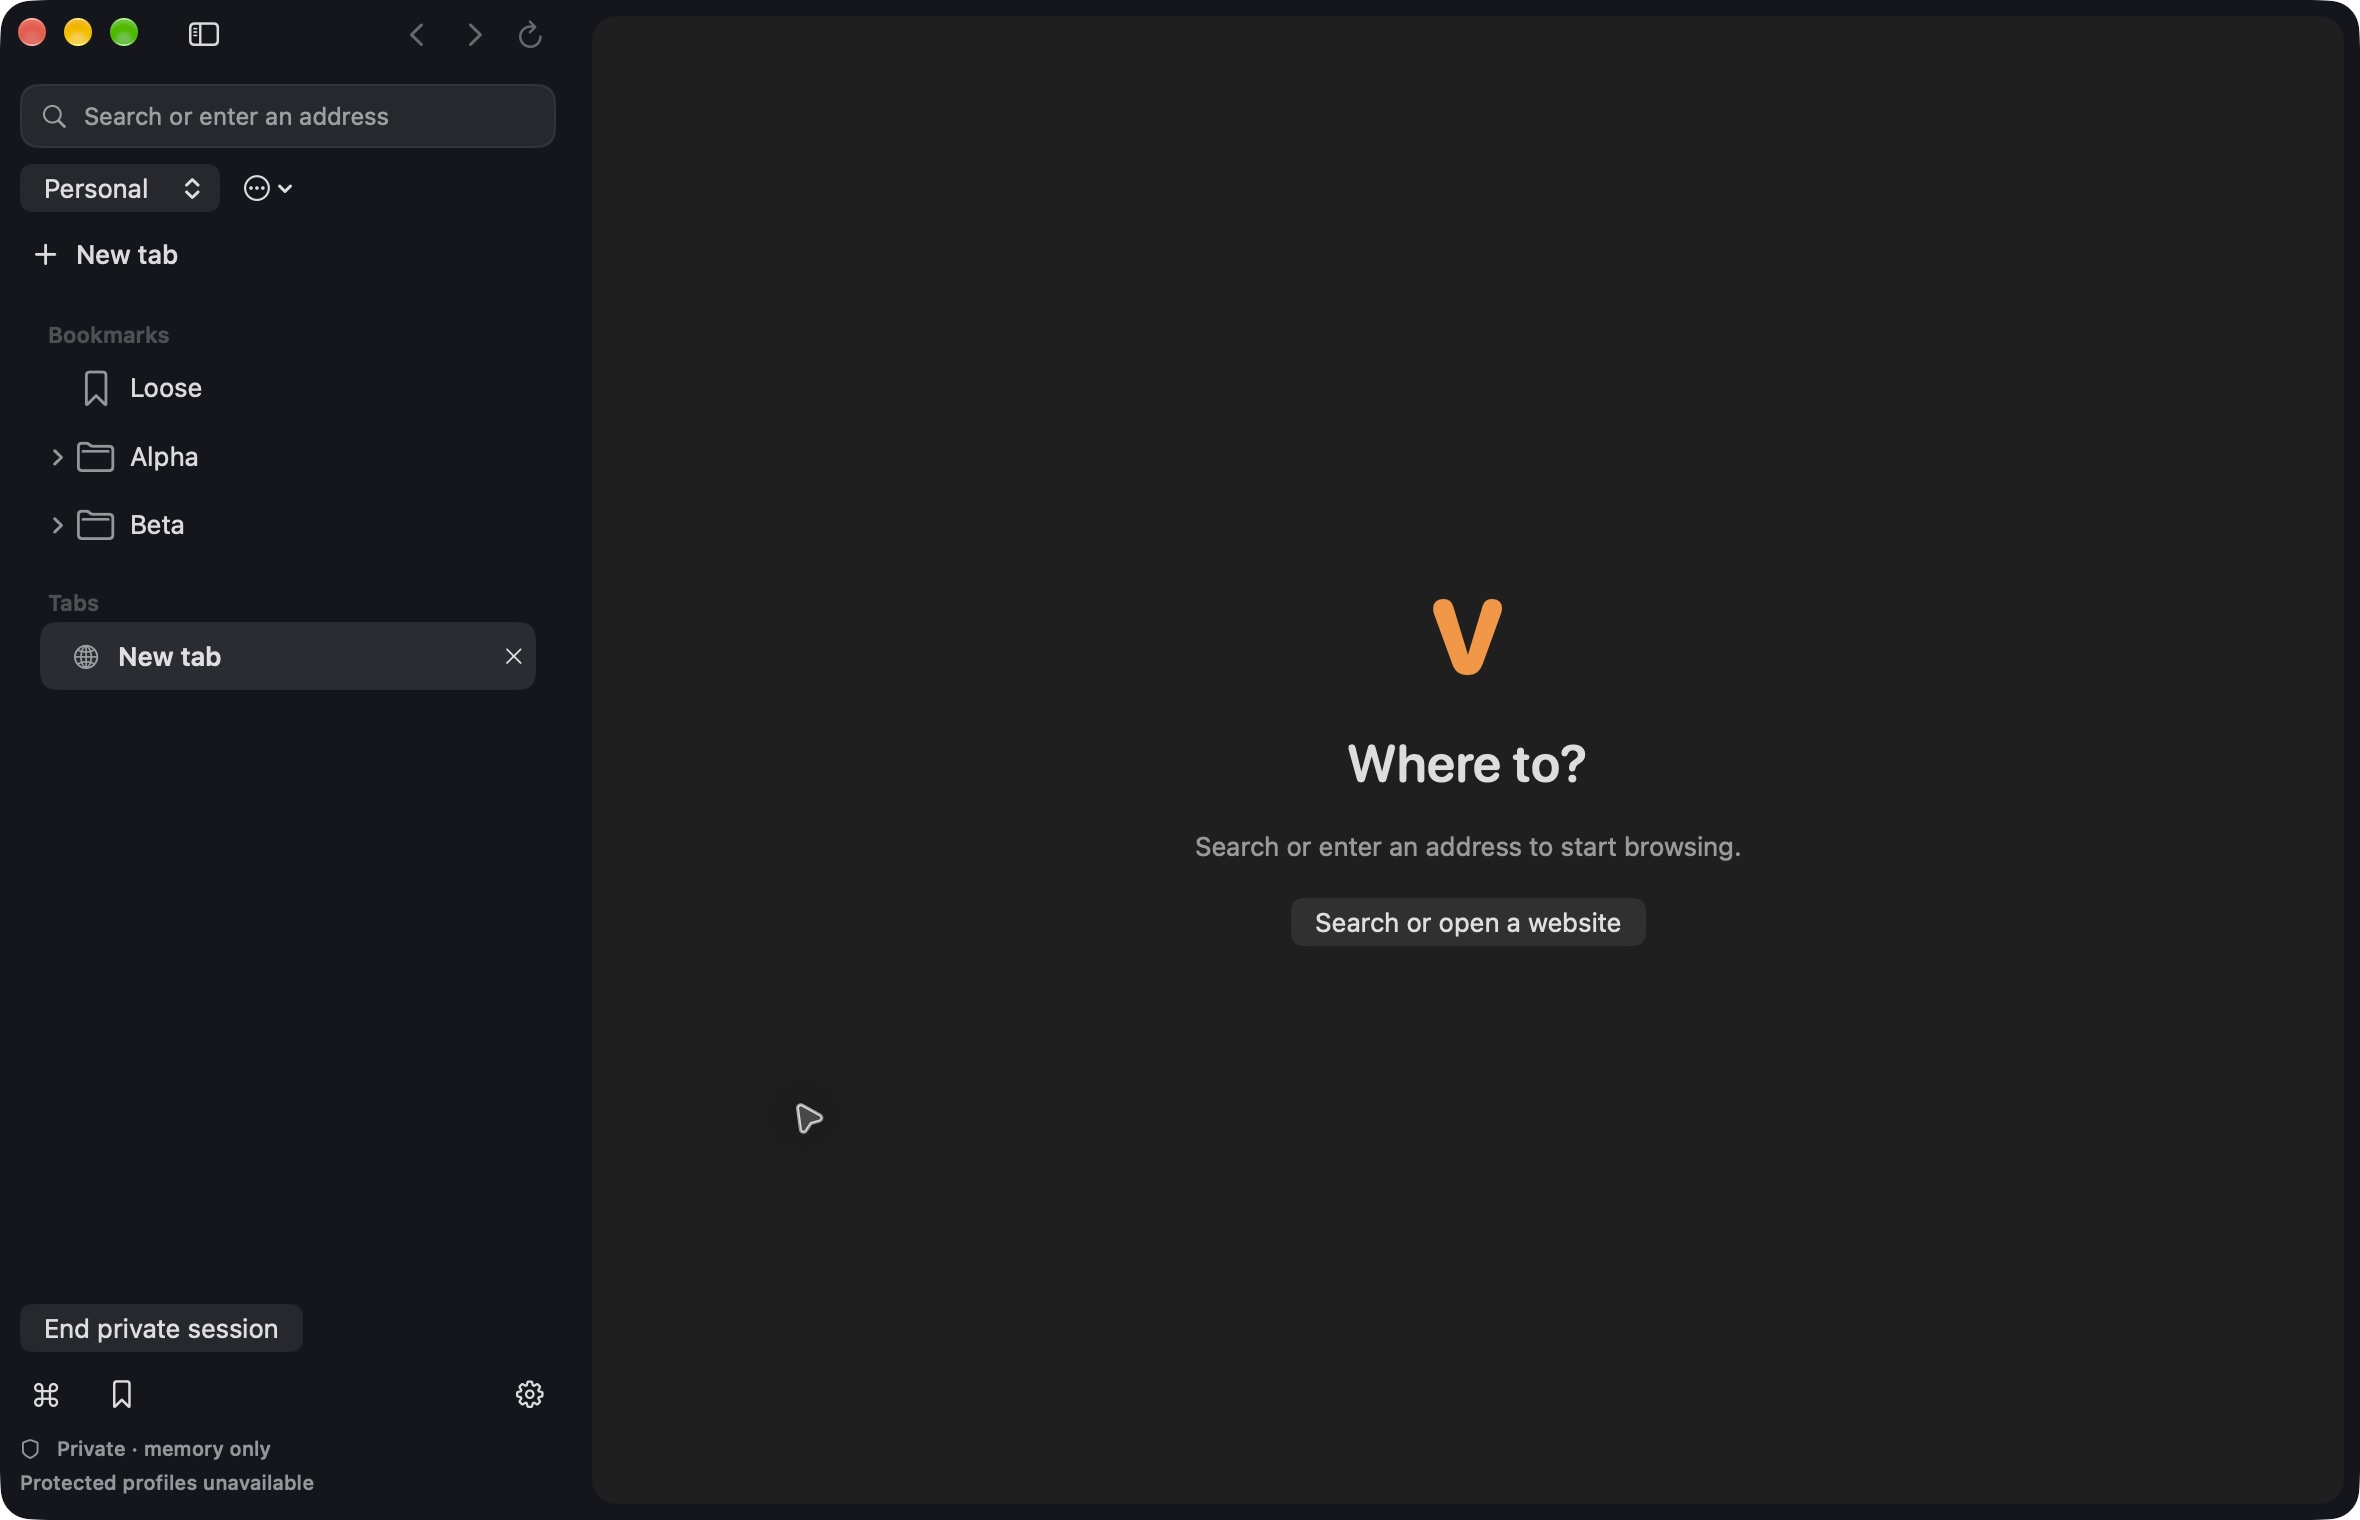 Search or enter an address
Personal
New tab
Bookmarks
Loose
Alpha
Beta
Tabs
New tab
End private session
Private · memory only
Protected profiles unavailable
V
Where to?
Search or enter an address to start browsing.
Search or open a website